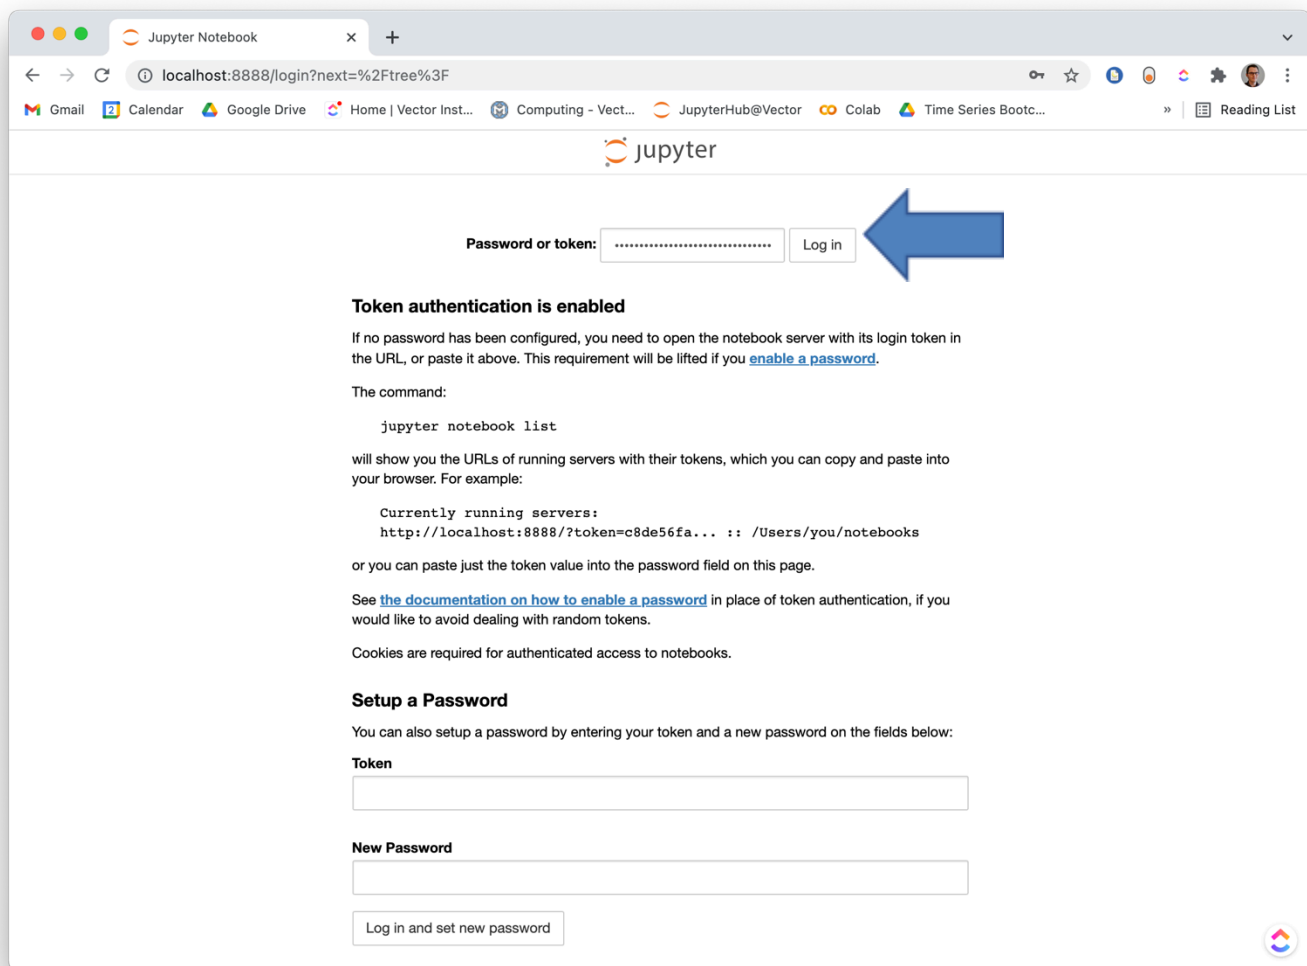 Jupyter Notebook
localhost:8888/login?next=%2Ftree%3F
Gmail 2 Calendar Google Drive Home | Vector Inst... Computing - Vect... JupyterHub@Vector Colab Time Series Bootc... » Reading List
jupyter
Password or token: ································ Log in
Token authentication is enabled
If no password has been configured, you need to open the notebook server with its login token in
the URL, or paste it above. This requirement will be lifted if you enable a password.
The command:
jupyter notebook list
will show you the URLs of running servers with their tokens, which you can copy and paste into
your browser. For example:
Currently running servers:
http://localhost:8888/?token=c8de56fa... :: /Users/you/notebooks
or you can paste just the token value into the password field on this page.
See the documentation on how to enable a password in place of token authentication, if you
would like to avoid dealing with random tokens.
Cookies are required for authenticated access to notebooks.
Setup a Password
You can also setup a password by entering your token and a new password on the fields below:
Token
New Password
Log in and set new password